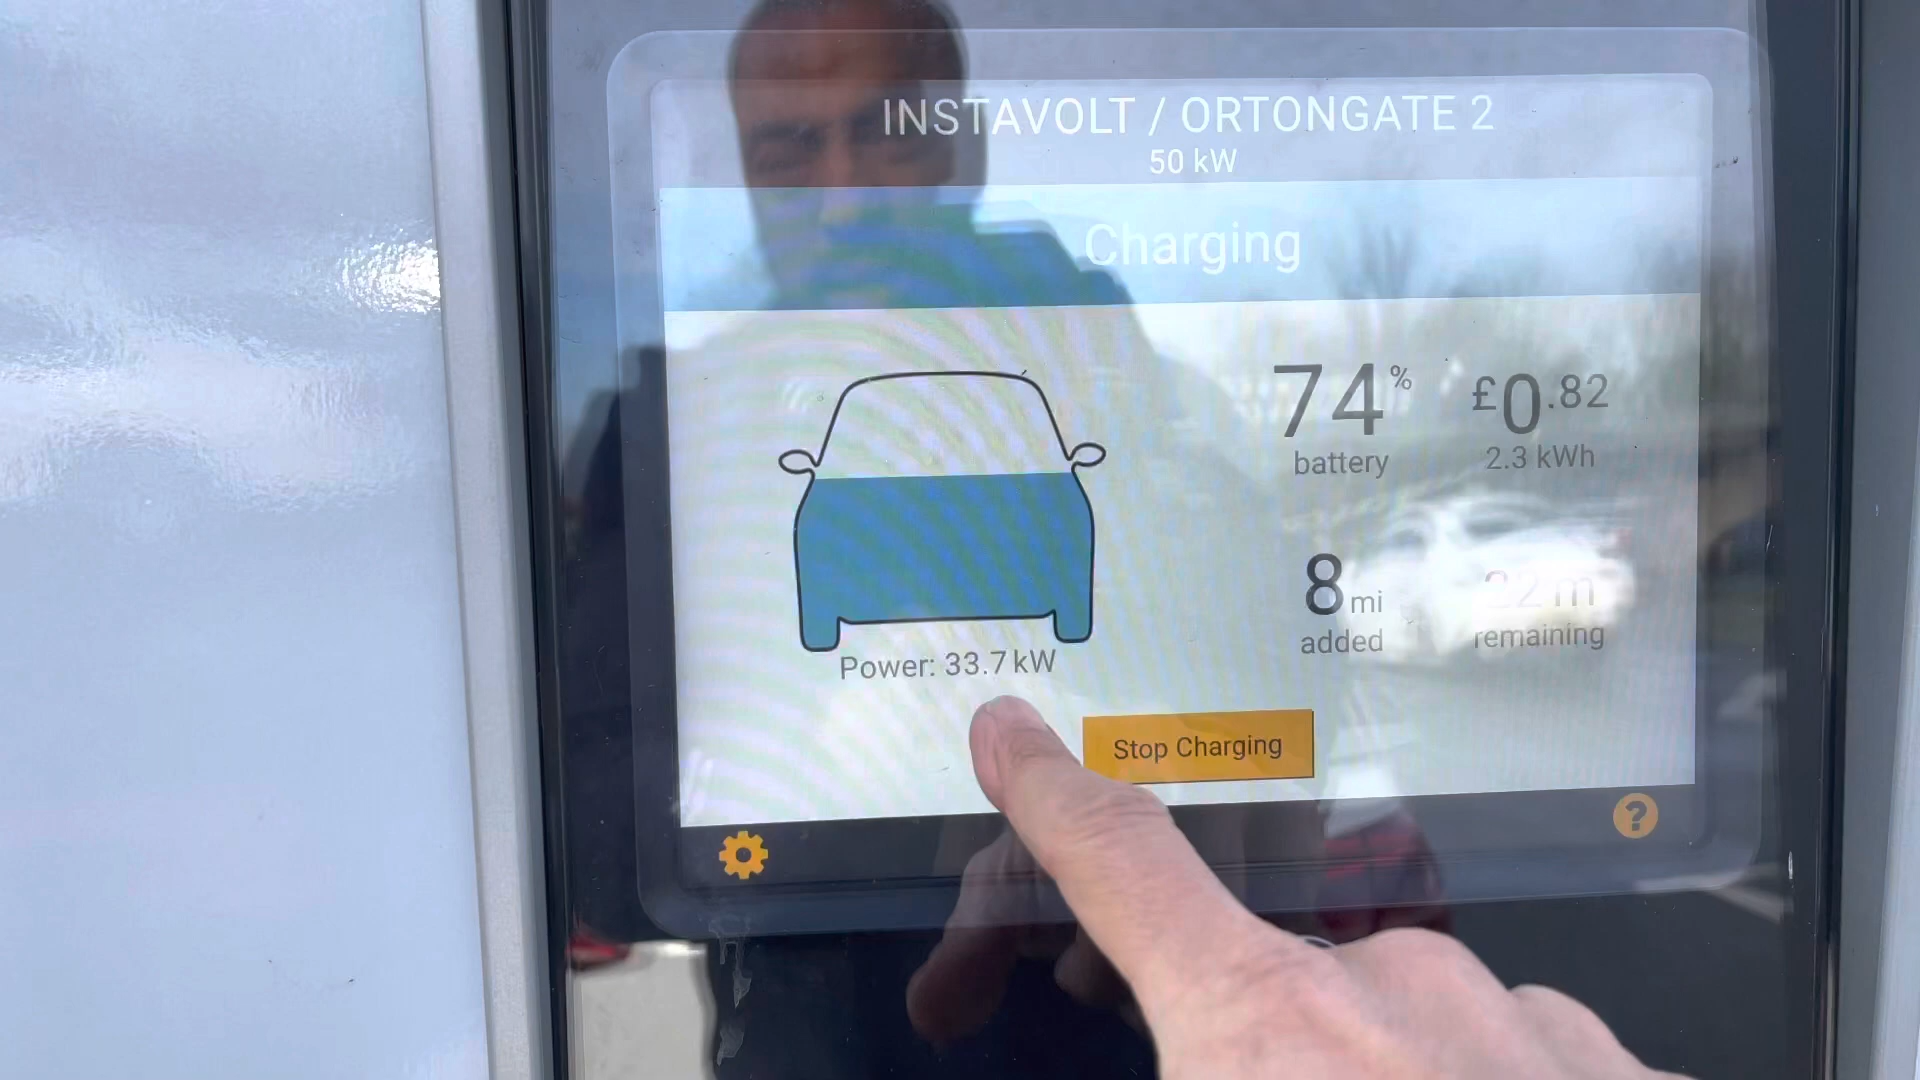 INSTAVOLT / ORTONGATE 2
50 kW
Charging
74%
battery
£0.82
2.3 kWh
8 mi
added
22 m
remaining
Power: 33.7 kW
Stop Charging
?